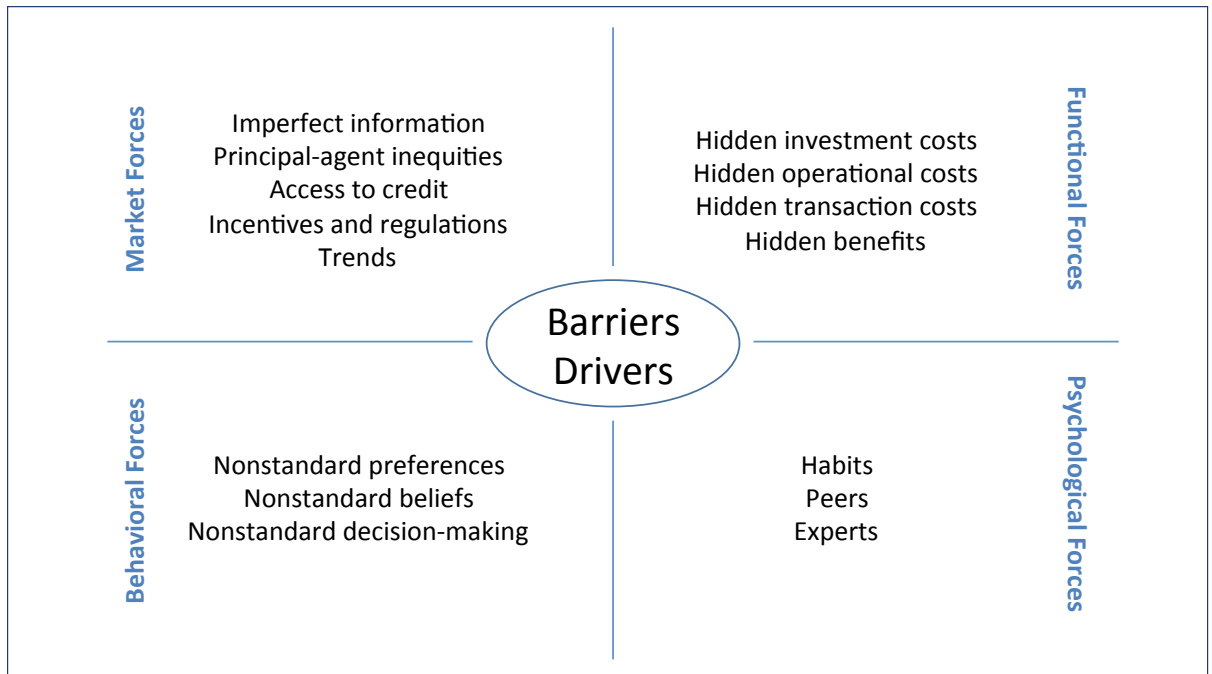 Market Forces
Imperfect information
Principal-agent inequities
Access to credit
Incentives and regulations
Trends
Hidden investment costs
Hidden operational costs
Hidden transaction costs
Hidden benefits
Functional Forces
Barriers
Drivers
Behavioral Forces
Nonstandard preferences
Nonstandard beliefs
Nonstandard decision-making
Habits
Peers
Experts
Psychological Forces